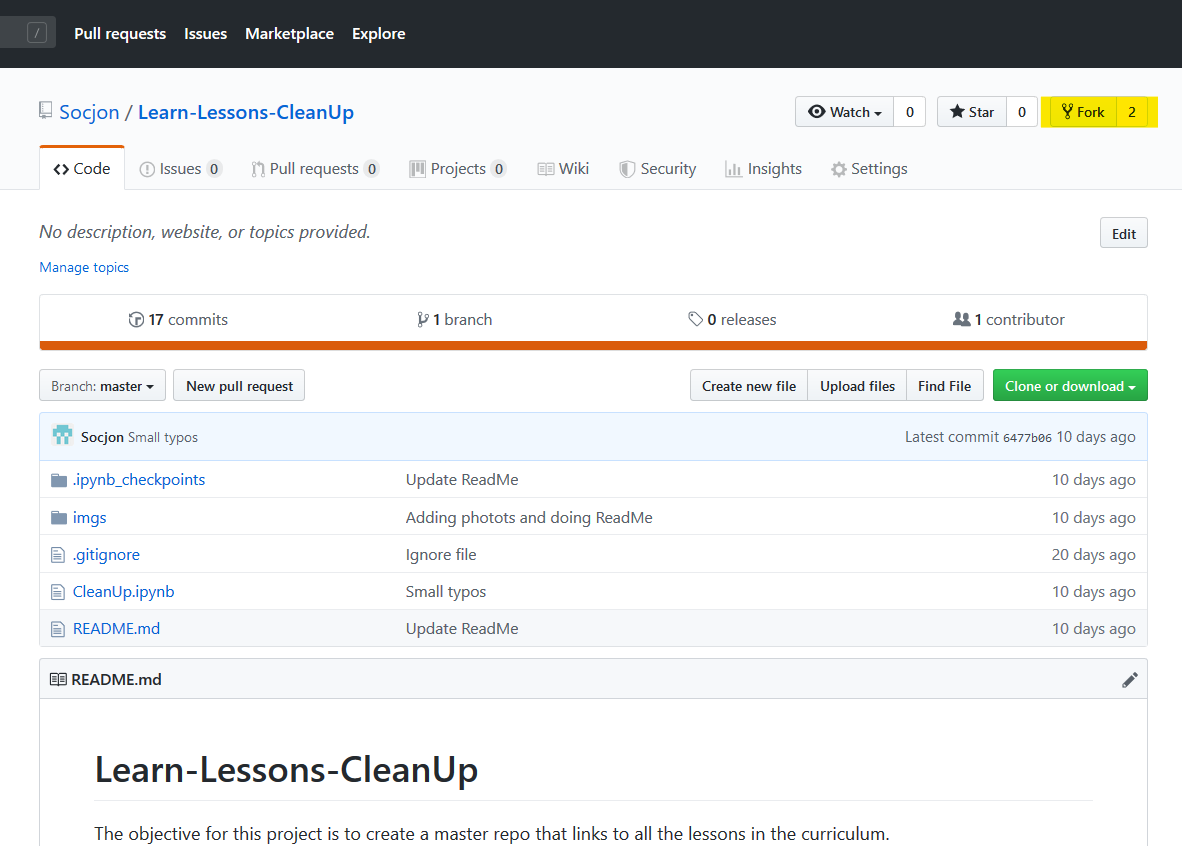 / Pull requests Issues Marketplace Explore
Socjon / Learn-Lessons-CleanUp Watch 0 Star 0 Fork 2
Code Issues 0 Pull requests 0 Projects 0 Wiki Security Insights Settings
No description, website, or topics provided. Edit
Manage topics
17 commits 1 branch 0 releases 1 contributor
Branch: master New pull request Create new file Upload files Find File Clone or download
Socjon Small typos Latest commit 6477b06 10 days ago
.ipynb_checkpoints Update ReadMe 10 days ago
imgs Adding photots and doing ReadMe 10 days ago
.gitignore Ignore file 20 days ago
CleanUp.ipynb Small typos 10 days ago
README.md Update ReadMe 10 days ago
README.md
Learn-Lessons-CleanUp
The objective for this project is to create a master repo that links to all the lessons in the curriculum.